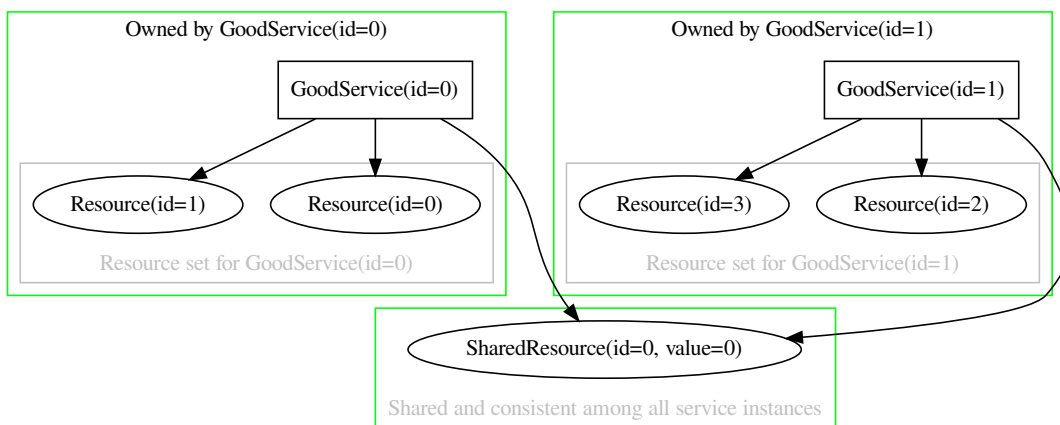 Owned by GoodService(id=0)
GoodService(id=0)
Resource(id=1)
Resource(id=0)
Resource set for GoodService(id=0)
Owned by GoodService(id=1)
GoodService(id=1)
Resource(id=3)
Resource(id=2)
Resource set for GoodService(id=1)
SharedResource(id=0, value=0)
Shared and consistent among all service instances